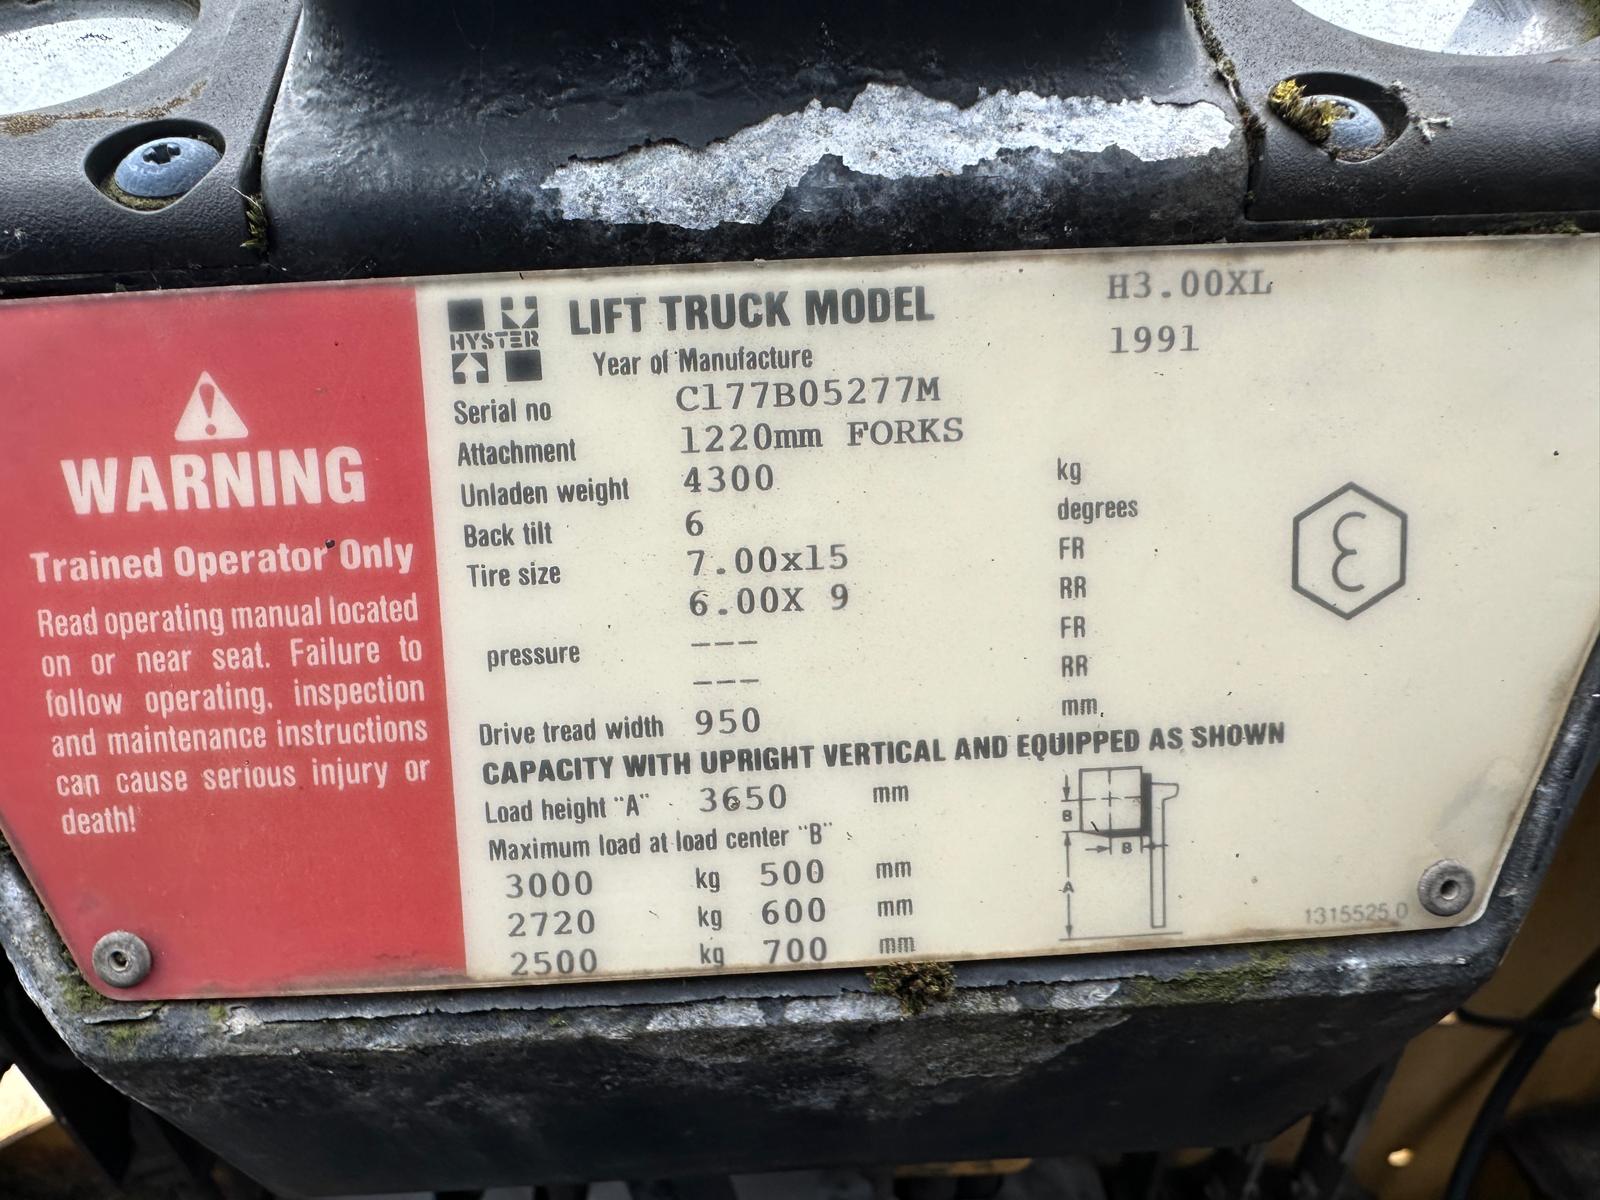 HYSTER
LIFT TRUCK MODEL H3.00XL
Year of Manufacture 1991
Serial no C177B05277M
Attachment 1220mm FORKS
Unladen weight 4300 kg
Back tilt 6 degrees
Tire size 7.00x15 FR
6.00X 9 RR
pressure --- FR
--- RR
Drive tread width 950 mm
CAPACITY WITH UPRIGHT VERTICAL AND EQUIPPED AS SHOWN
Load height "A" 3650 mm
Maximum load at load center "B"
3000 kg 500 mm
2720 kg 600 mm
2500 kg 700 mm
B
B
A
1315525 0
WARNING
Trained Operator Only
Read operating manual located
on or near seat. Failure to
follow operating, inspection
and maintenance instructions
can cause serious injury or
death!